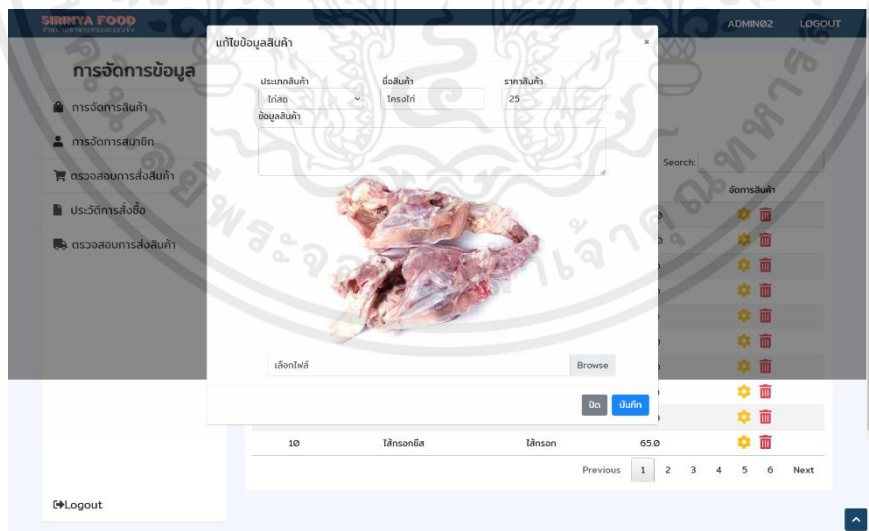 SIRINYA FOOD
ADMIN02 LOGOUT
การจัดการข้อมูล
การจัดการสินค้า
การจัดการสมาชิก
ตรวจสอบการสั่งสินค้า
ประวัติการสั่งซื้อ
ตรวจสอบการส่งสินค้า
Logout
แก้ไขข้อมูลสินค้า ×
ประเภทสินค้า ชื่อสินค้า ราคาสินค้า
ไก่สด โครงไก่ 25
ข้อมูลสินค้า
เลือกไฟล์ Browse
ปิด บันทึก
Search:
จัดการสินค้า
10 ไส้กรอกชีส ไส้กรอก 65.0
Previous 1 2 3 4 5 6 Next